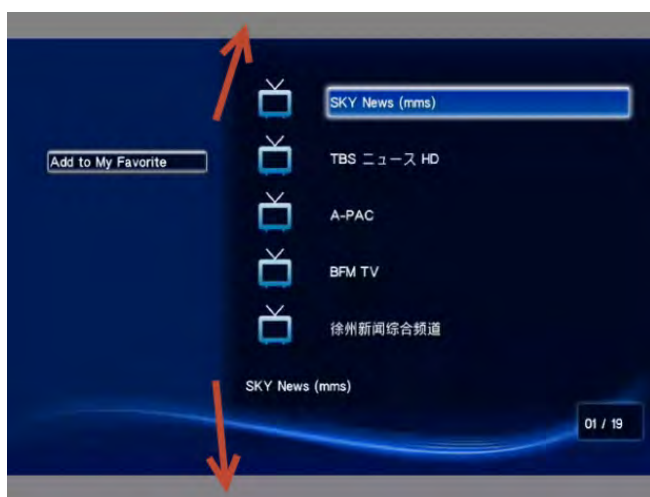 SKY News (mms)
Add to My Favorite
TBS ニュース HD
A-PAC
BFM TV
徐州新闻综合频道
SKY News (mms)
01 / 19